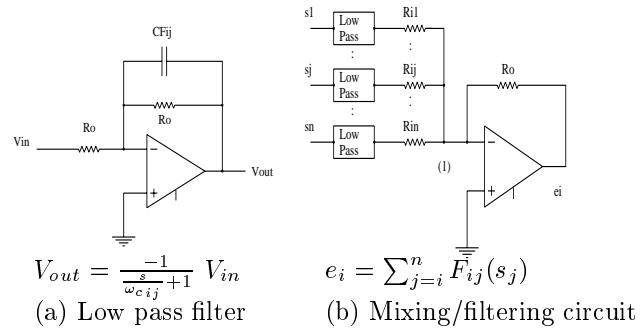 CFij
Ro
Ro
Vin
−
+
Vout
V_{out} = \frac{-1}{\frac{s}{\omega_{c\,ij}}+1} V_{in}
(a) Low pass filter
s1
Low Pass
Ri1
:
:
sj
Low Pass
Rij
:
:
sn
Low Pass
Rin
Ro
(1)
−
+
ei
e_i = \sum_{j=i}^{n} F_{ij}(s_j)
(b) Mixing/filtering circuit